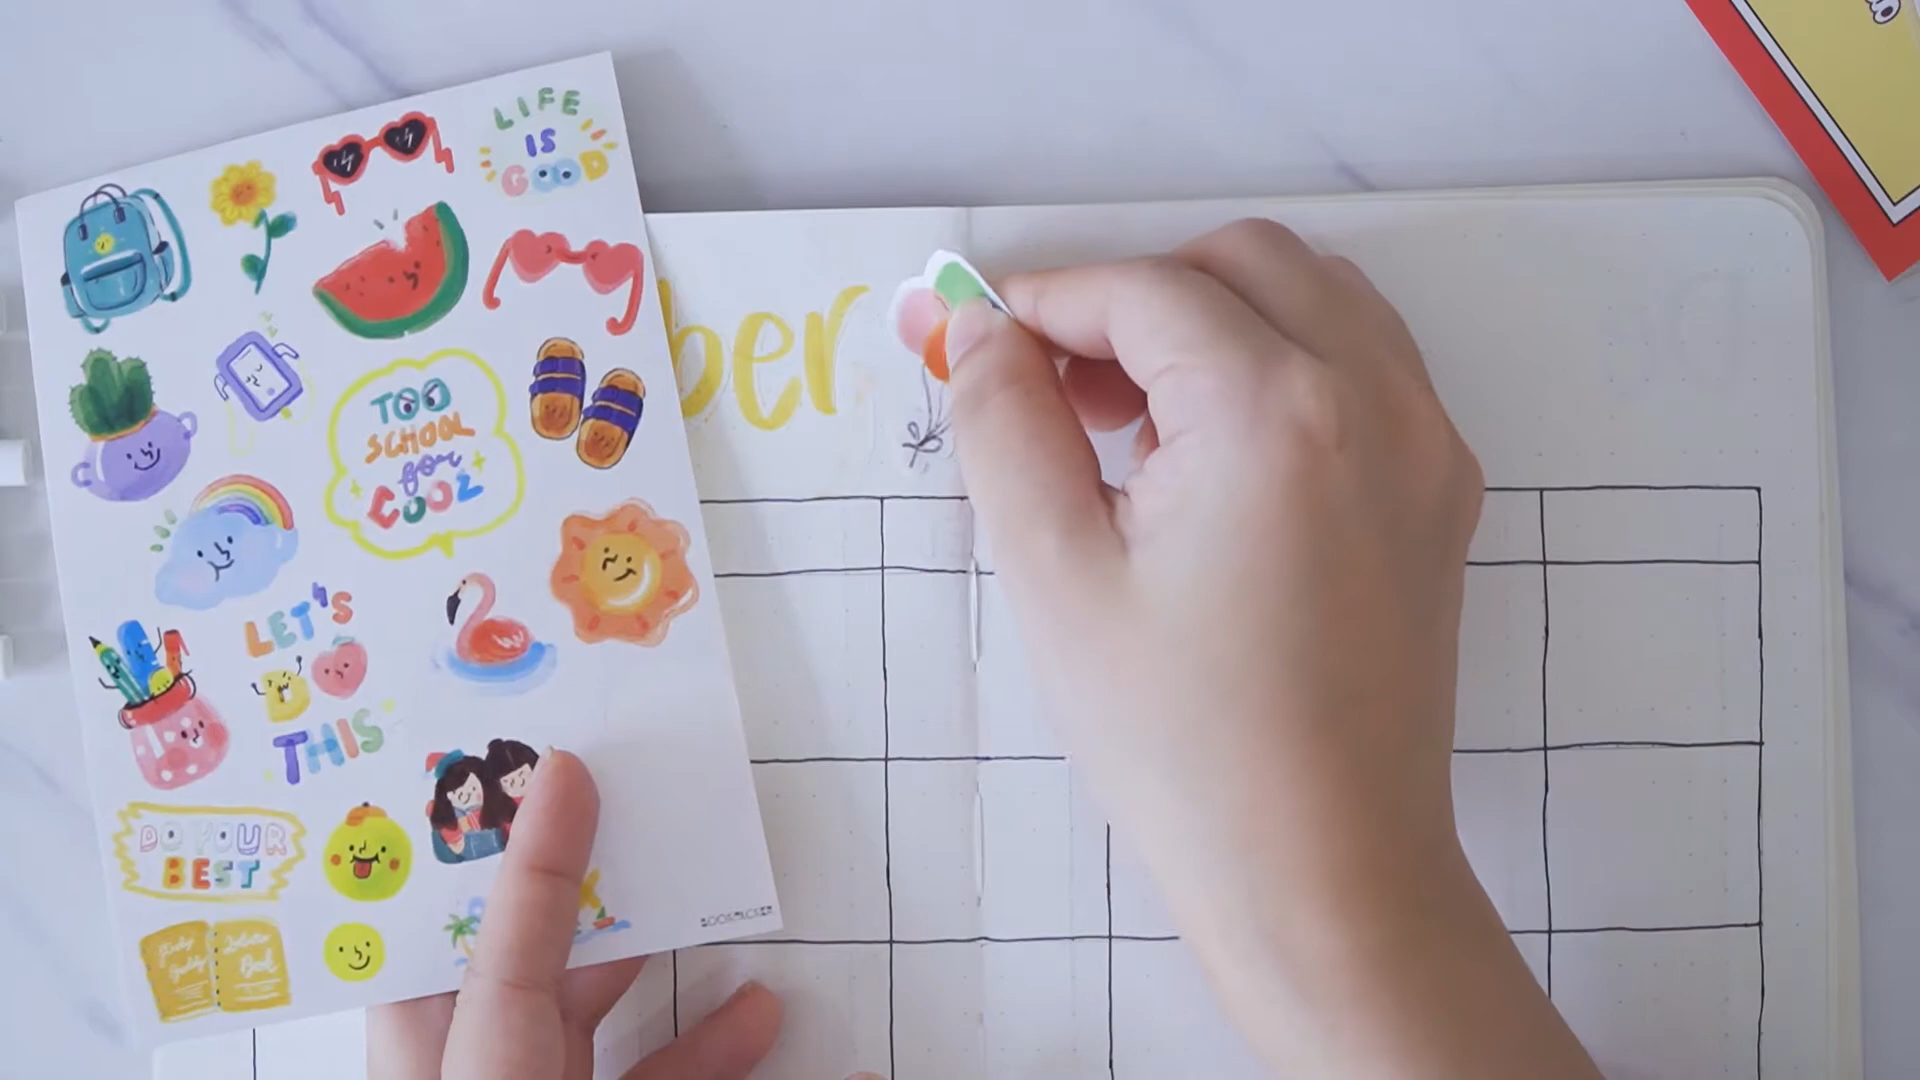 LIFE
IS
GOOD
ber
TOO
SCHOOL
for
COOL
LET'S
DO
THIS
DO YOUR
BEST